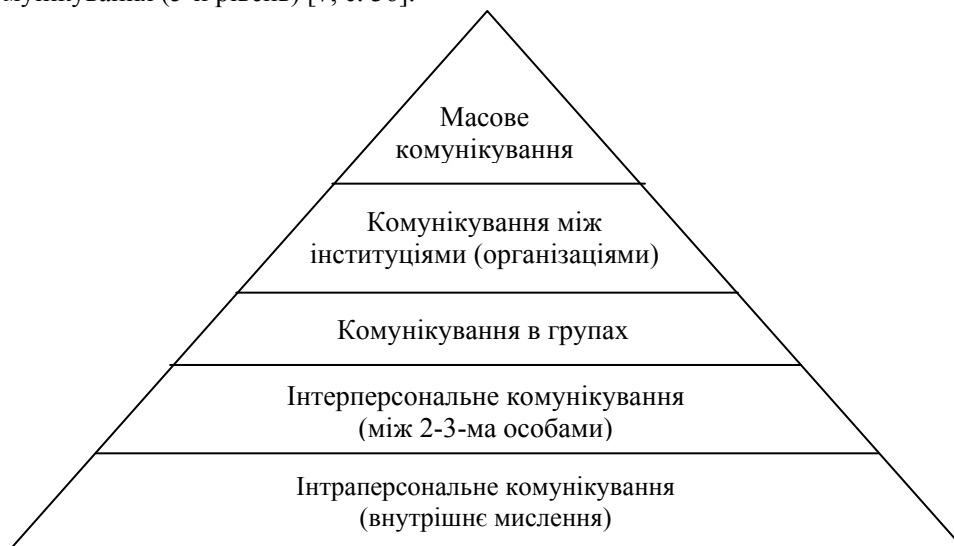 Масове
комунікування
Комунікування між
інституціями (організаціями)
Комунікування в групах
Інтерперсональне комунікування
(між 2-3-ма особами)
Інтраперсональне комунікування
(внутрішнє мислення)